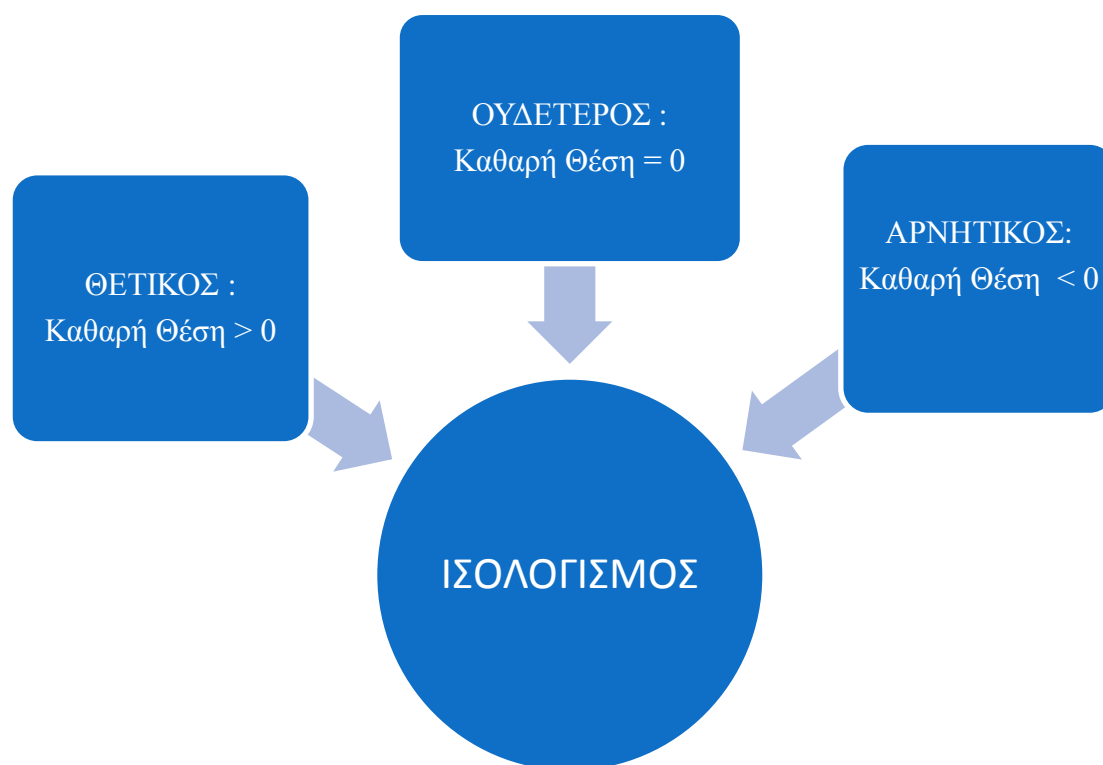 ΘΕΤΙΚΟΣ :
Καθαρή Θέση > 0
ΟΥΔΕΤΕΡΟΣ :
Καθαρή Θέση = 0
ΑΡΝΗΤΙΚΟΣ:
Καθαρή Θέση < 0
ΙΣΟΛΟΓΙΣΜΟΣ